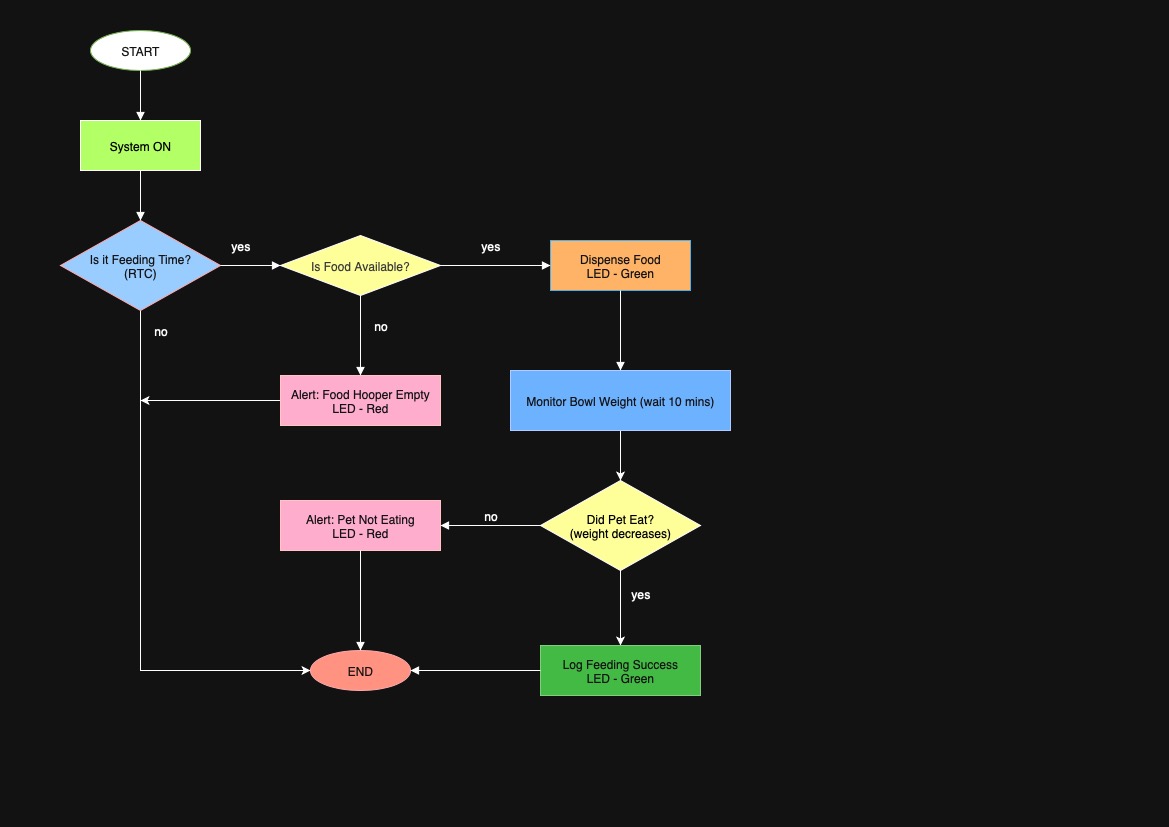 START
System ON
Is it Feeding Time?
(RTC)
yes
Is Food Available?
yes
Dispense Food
LED - Green
no
no
Alert: Food Hooper Empty
LED - Red
Monitor Bowl Weight (wait 10 mins)
Alert: Pet Not Eating
LED - Red
no
Did Pet Eat?
(weight decreases)
yes
END
Log Feeding Success
LED - Green